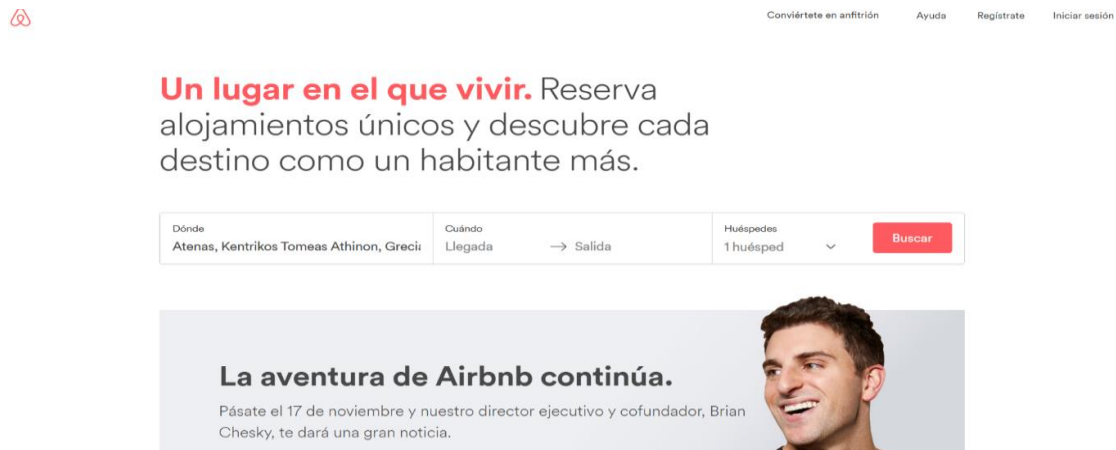 Conviértete en anfitrión Ayuda Regístrate Iniciar sesión
Un lugar en el que vivir. Reserva
alojamientos únicos y descubre cada
destino como un habitante más.
Dónde Cuándo Huéspedes
Atenas, Kentrikos Tomeas Athinon, Greci Llegada → Salida 1 huésped Buscar
La aventura de Airbnb continúa.
Pásate el 17 de noviembre y nuestro director ejecutivo y cofundador, Brian
Chesky, te dará una gran noticia.